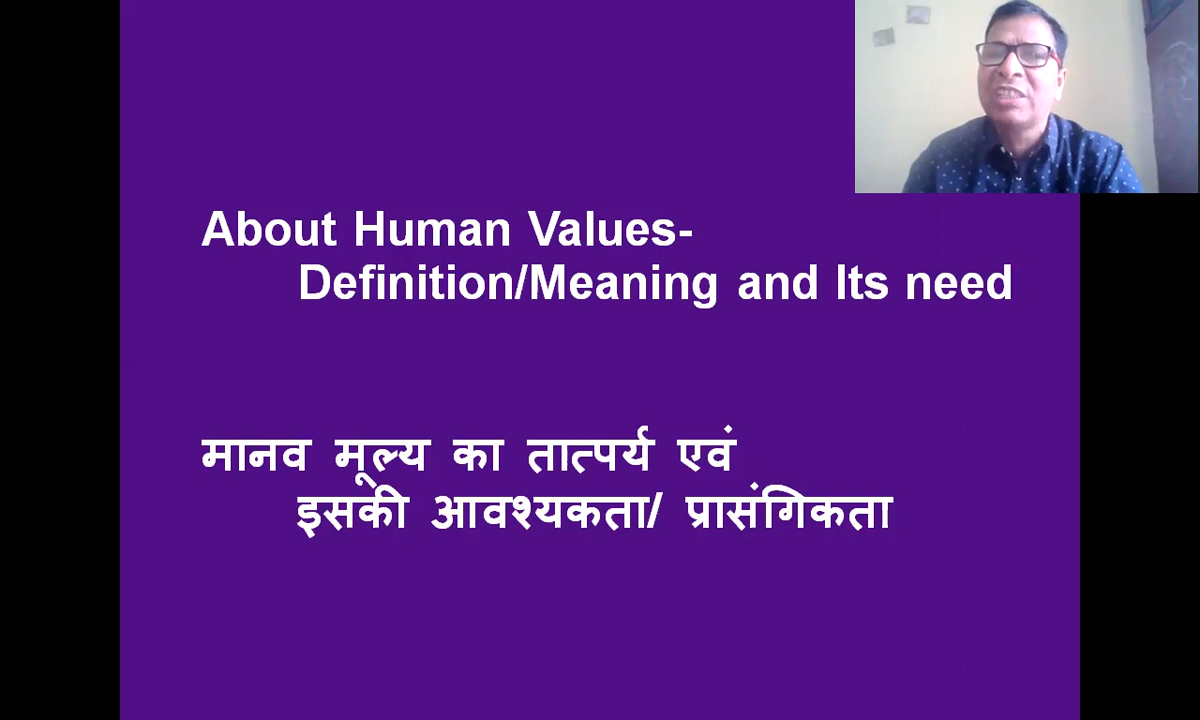 About Human Values-
Definition/Meaning and Its need
मानव मूल्य का तात्पर्य एवं
इसकी आवश्यकता/ प्रासंगिकता